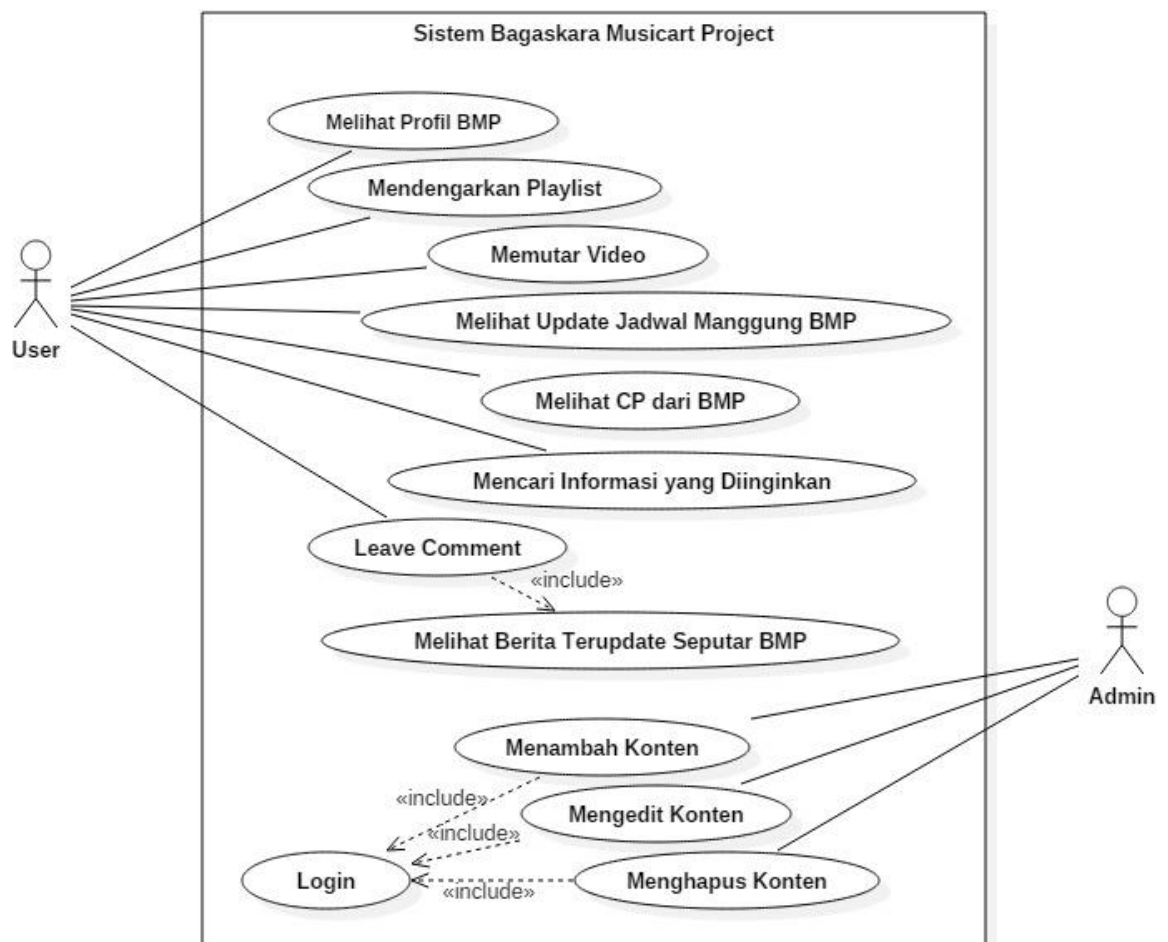 Sistem Bagaskara Musicart Project
Melihat Profil BMP
Mendengarkan Playlist
Memutar Video
Melihat Update Jadwal Manggung BMP
User
Melihat CP dari BMP
Mencari Informasi yang Diinginkan
Leave Comment
«include»
Melihat Berita Terupdate Seputar BMP
Admin
Menambah Konten
«include»
Mengedit Konten
«include»
Login
«include»
Menghapus Konten